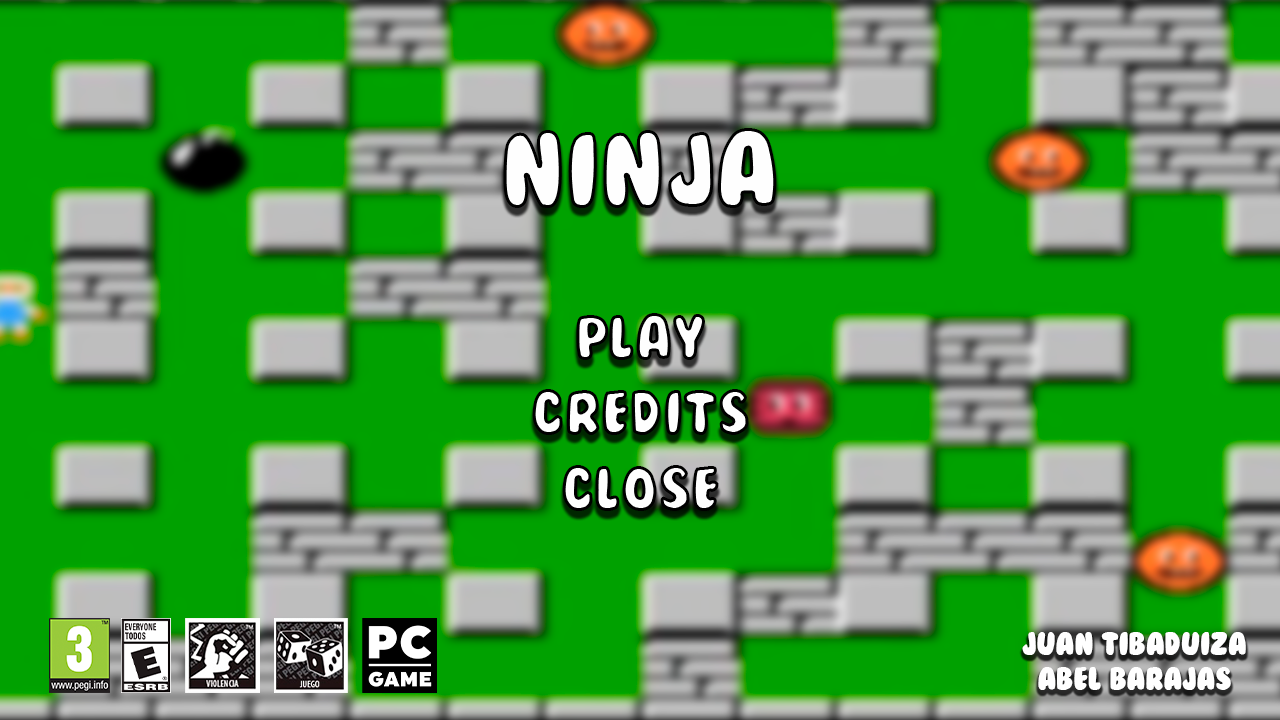 NINJA
PLAY
CREDITS
CLOSE
3
www.pegi.info
EVERYONE
TODOS
E
ESRB
VIOLENCIA
JUEGO
PC
GAME
JUAN TIBADUIZA
ABEL BARAJAS